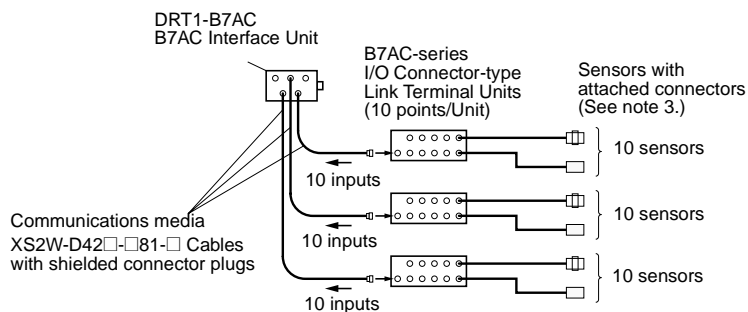 DRT1-B7AC
B7AC Interface Unit
B7AC-series
I/O Connector-type
Link Terminal Units
(10 points/Unit)
Sensors with
attached connectors
(See note 3.)
10 sensors
10 inputs
10 sensors
10 inputs
Communications media
XS2W-D42□-□81-□ Cables
with shielded connector plugs
10 sensors
10 inputs